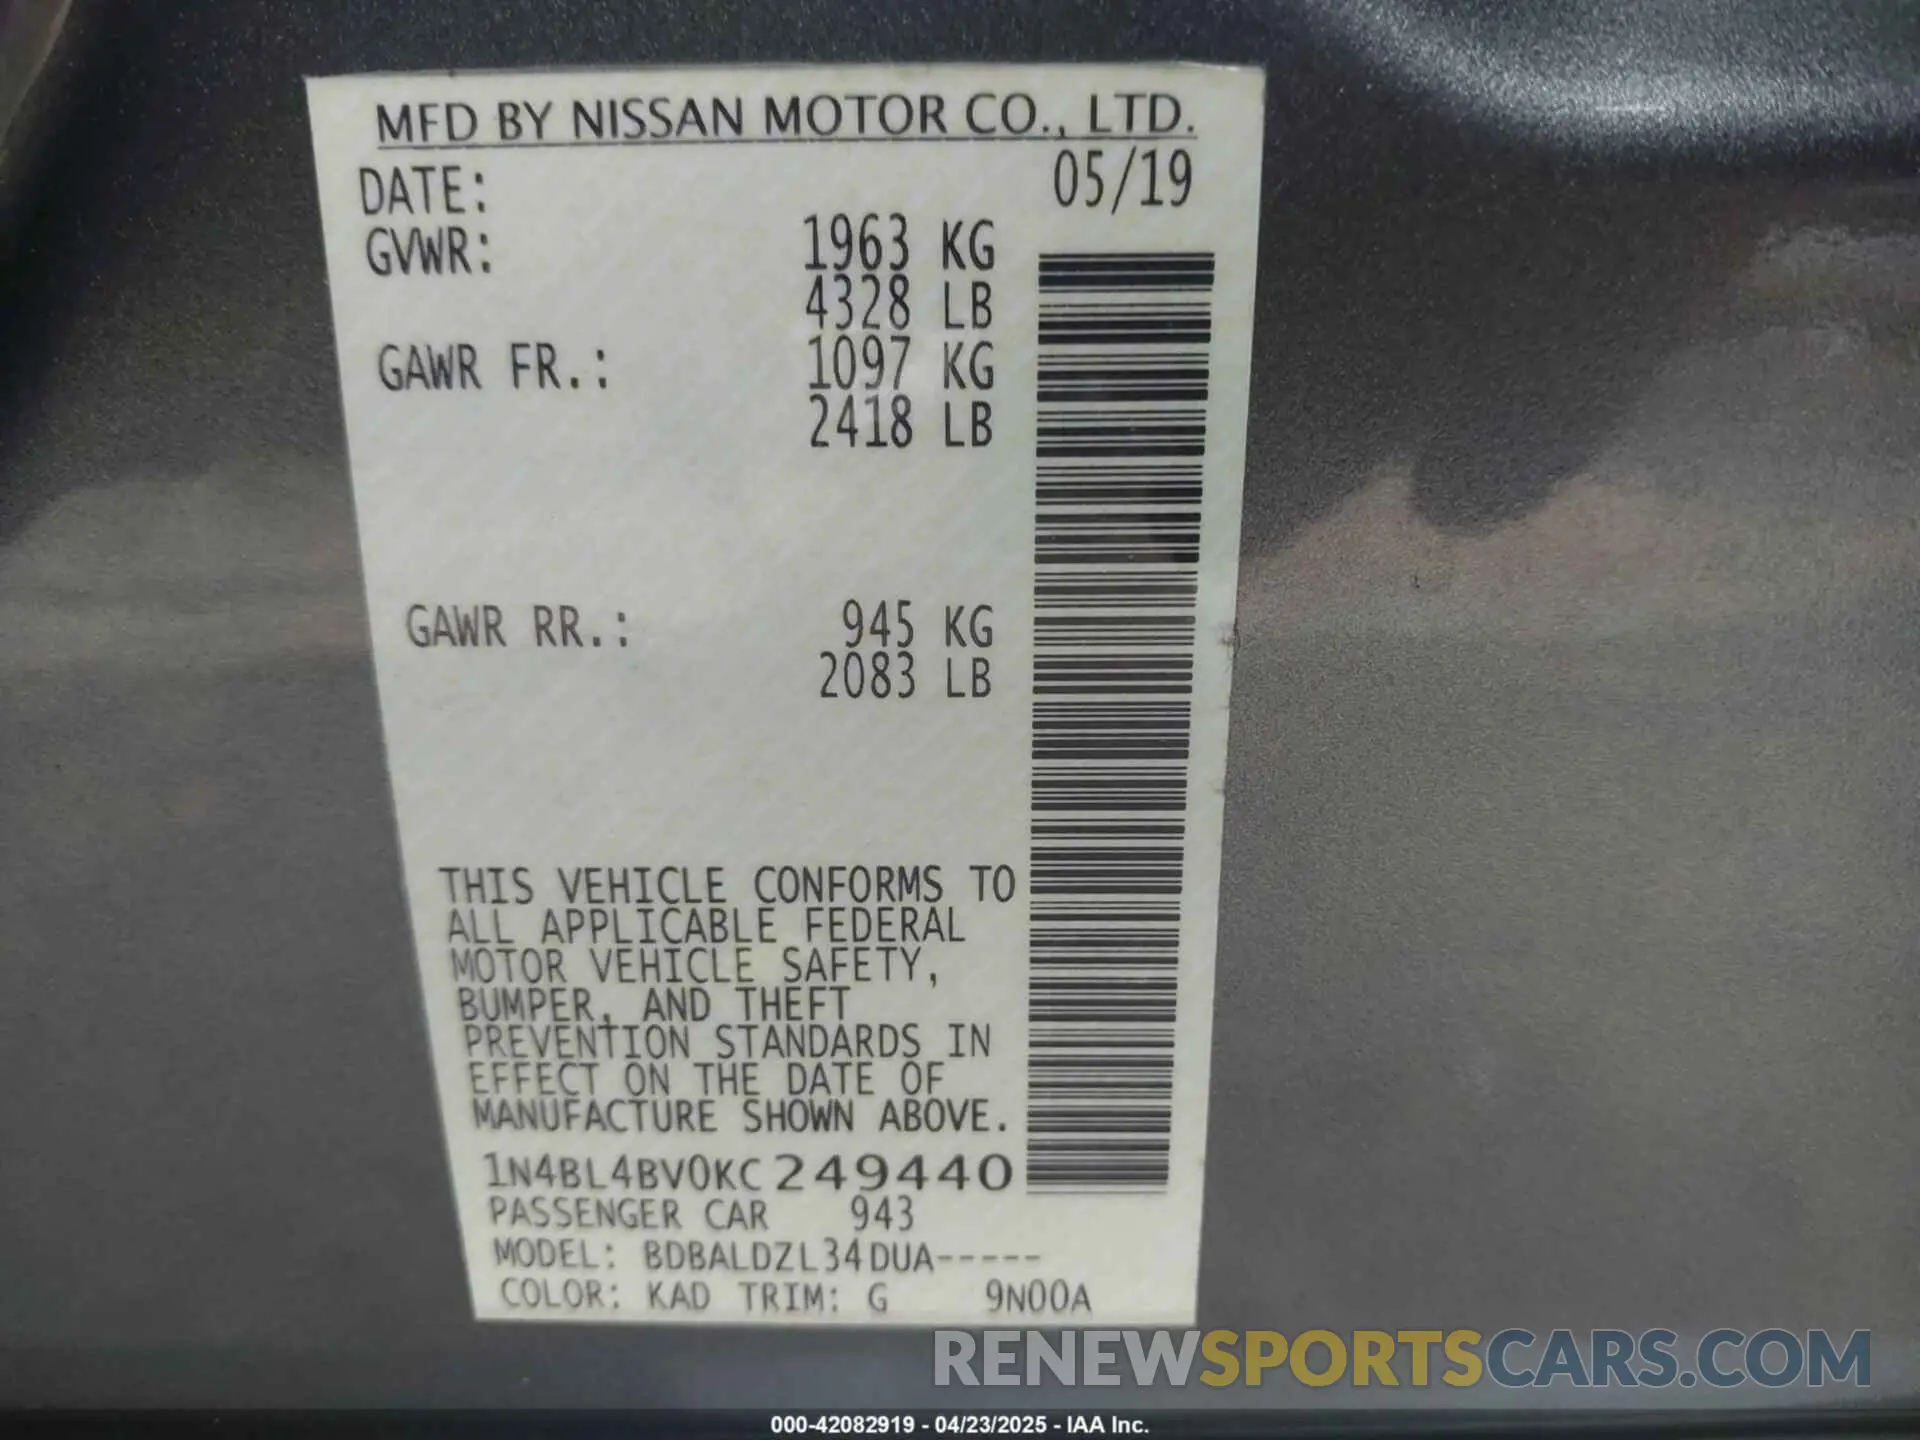 MFD BY NISSAN MOTOR CO., LTD.
DATE: 05/19
GVWR: 1963 KG
4328 LB
GAWR FR.: 1097 KG
2418 LB
GAWR RR.: 945 KG
2083 LB
THIS VEHICLE CONFORMS TO
ALL APPLICABLE FEDERAL
MOTOR VEHICLE SAFETY,
BUMPER, AND THEFT
PREVENTION STANDARDS IN
EFFECT ON THE DATE OF
MANUFACTURE SHOWN ABOVE.
1N4BL4BV0KC249440
PASSENGER CAR 943
MODEL: BDBALDZL34DUA-----
COLOR: KAD TRIM: G 9N00A
RENEWSPORTSCARS.COM
000-42082919 - 04/23/2025 - IAA Inc.